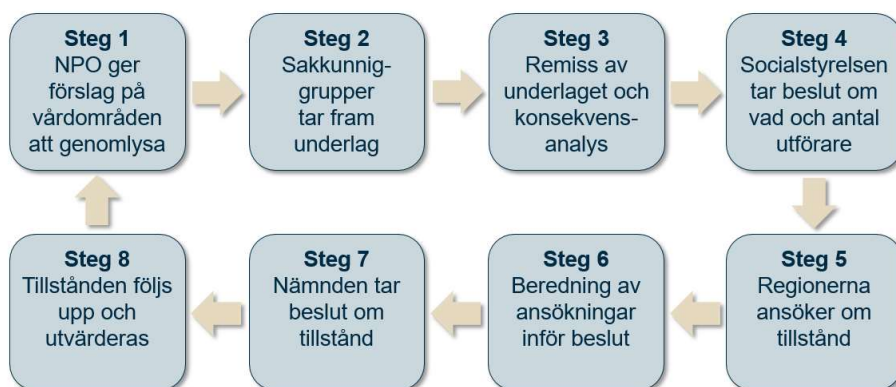 Steg 1
NPO ger
förslag på
vårdområden
att genomlysa
Steg 2
Sakkunnig-
grupper
tar fram
underlag
Steg 3
Remiss av
underlaget och
konsekvens-
analys
Steg 4
Socialstyrelsen
tar beslut om
vad och antal
utförare
Steg 5
Regionerna
ansöker om
tillstånd
Steg 6
Beredning av
ansökningar
inför beslut
Steg 7
Nämnden tar
beslut om
tillstånd
Steg 8
Tillstånden följs
upp och
utvärderas